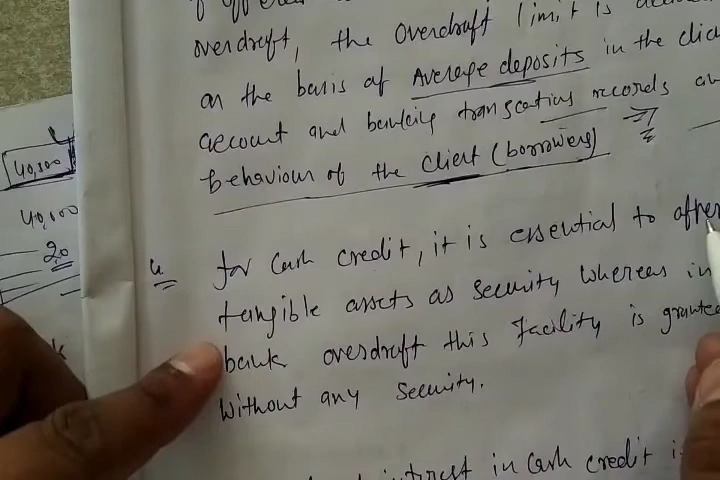 overdraft, the overdraft limit is
on the basis of Average deposits in the
account and banking transcations records
behaviour of the client (borrowers)
40,000
40,000
20
4
for Cash credit, it is essential to offer
tangible assets as security whereas in
bank overdraft this facility is granted
without any security.
interest in Cash credit